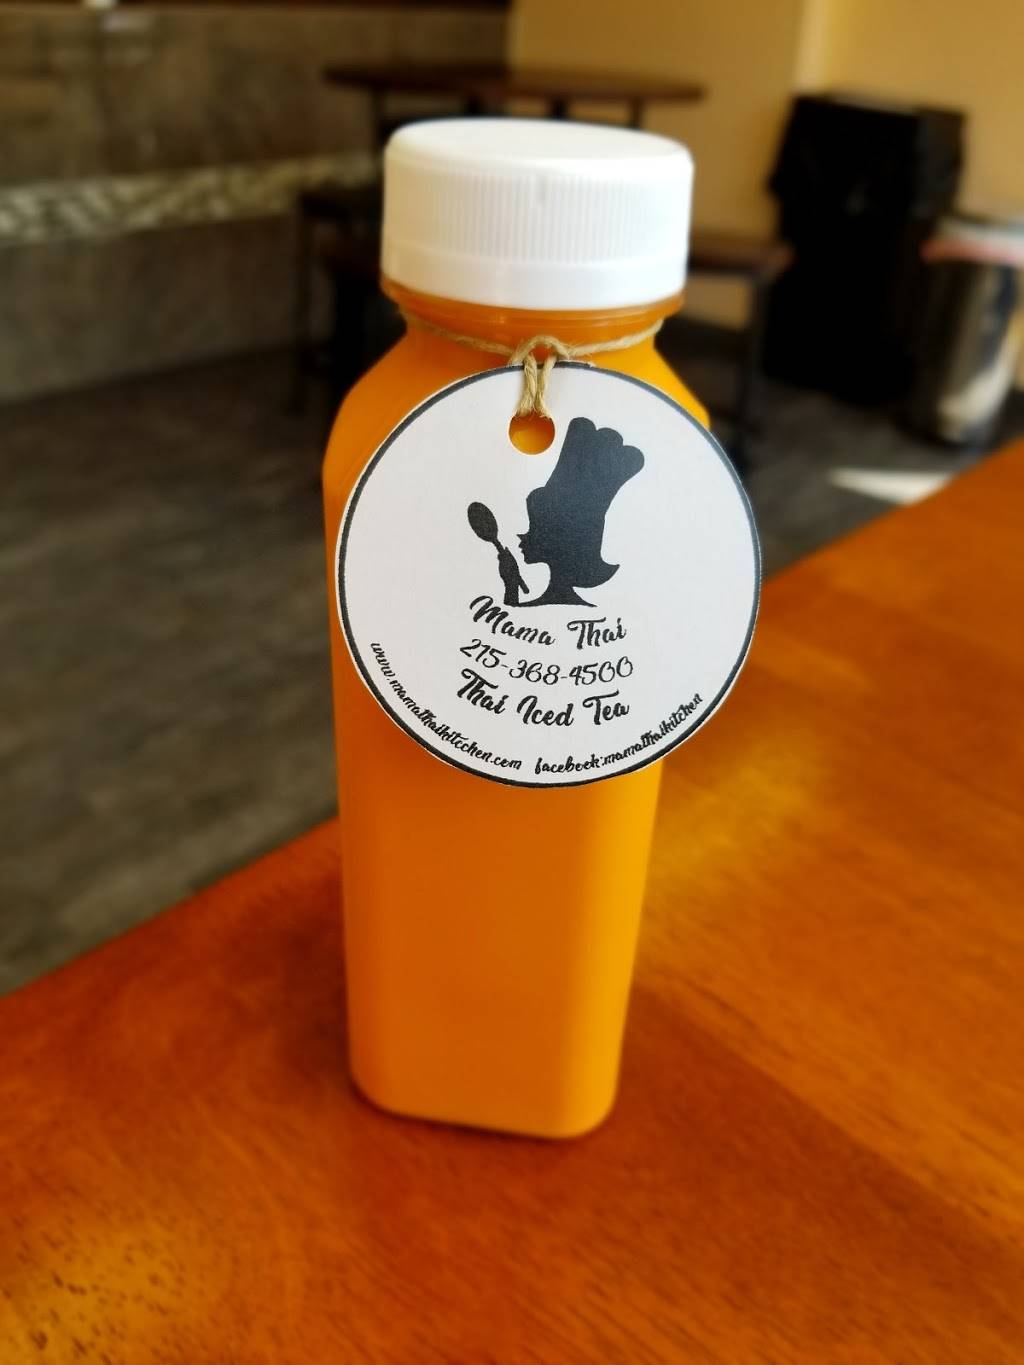 Mama Thai
215-368-4500
Thai Iced Tea
www.mamathaikitchen.com
facebook:mamathaikitchen